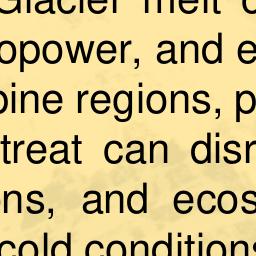 Glacier melt
opower, and e
pine regions, p
treat can disr
ons, and ecos
cold conditions